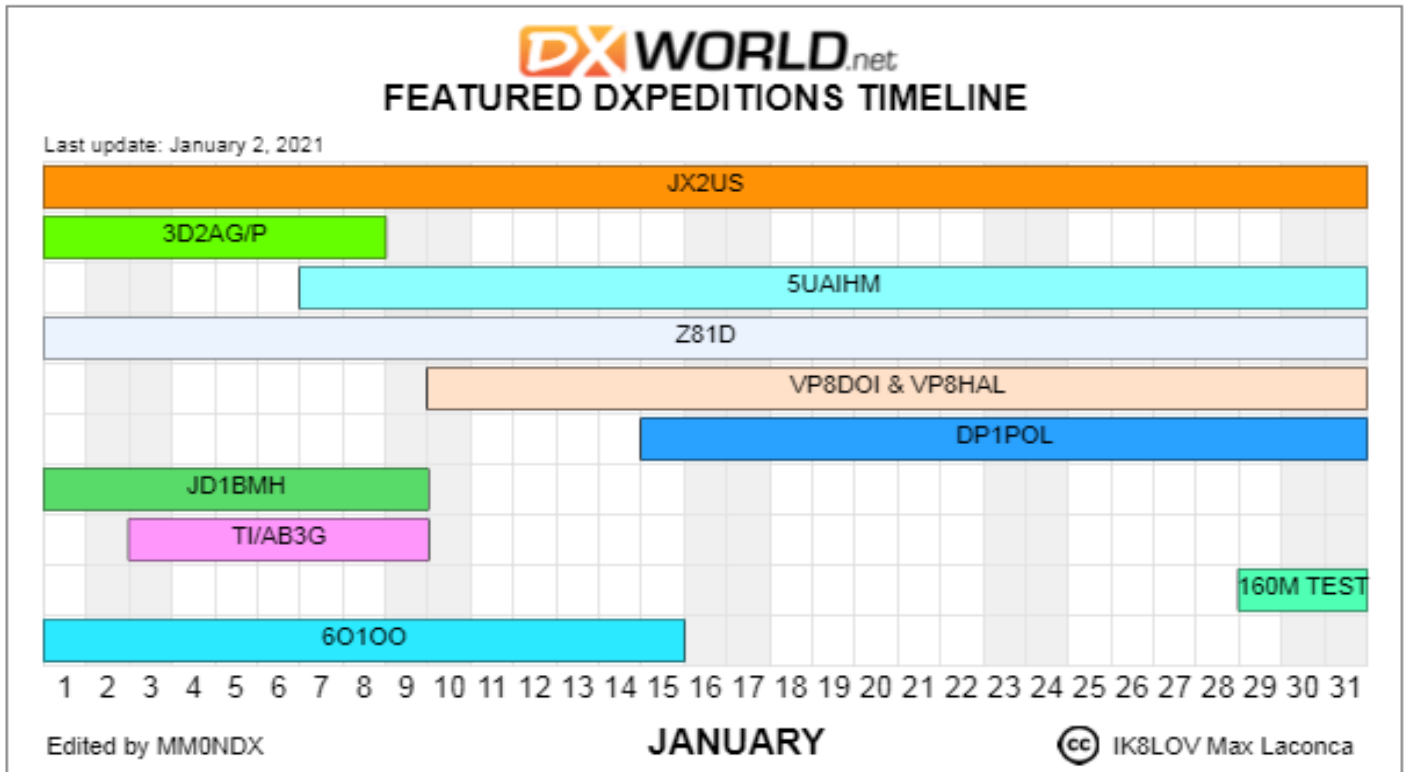 DX WORLD.net
FEATURED DXPEDITIONS TIMELINE
Last update: January 2, 2021
JX2US
3D2AG/P
5UAIHM
Z81D
VP8DOI & VP8HAL
DP1POL
JD1BMH
TI/AB3G
160M TEST
6O1OO
1 2 3 4 5 6 7 8 9 10 11 12 13 14 15 16 17 18 19 20 21 22 23 24 25 26 27 28 29 30 31
Edited by MM0NDX JANUARY cc IK8LOV Max Laconca